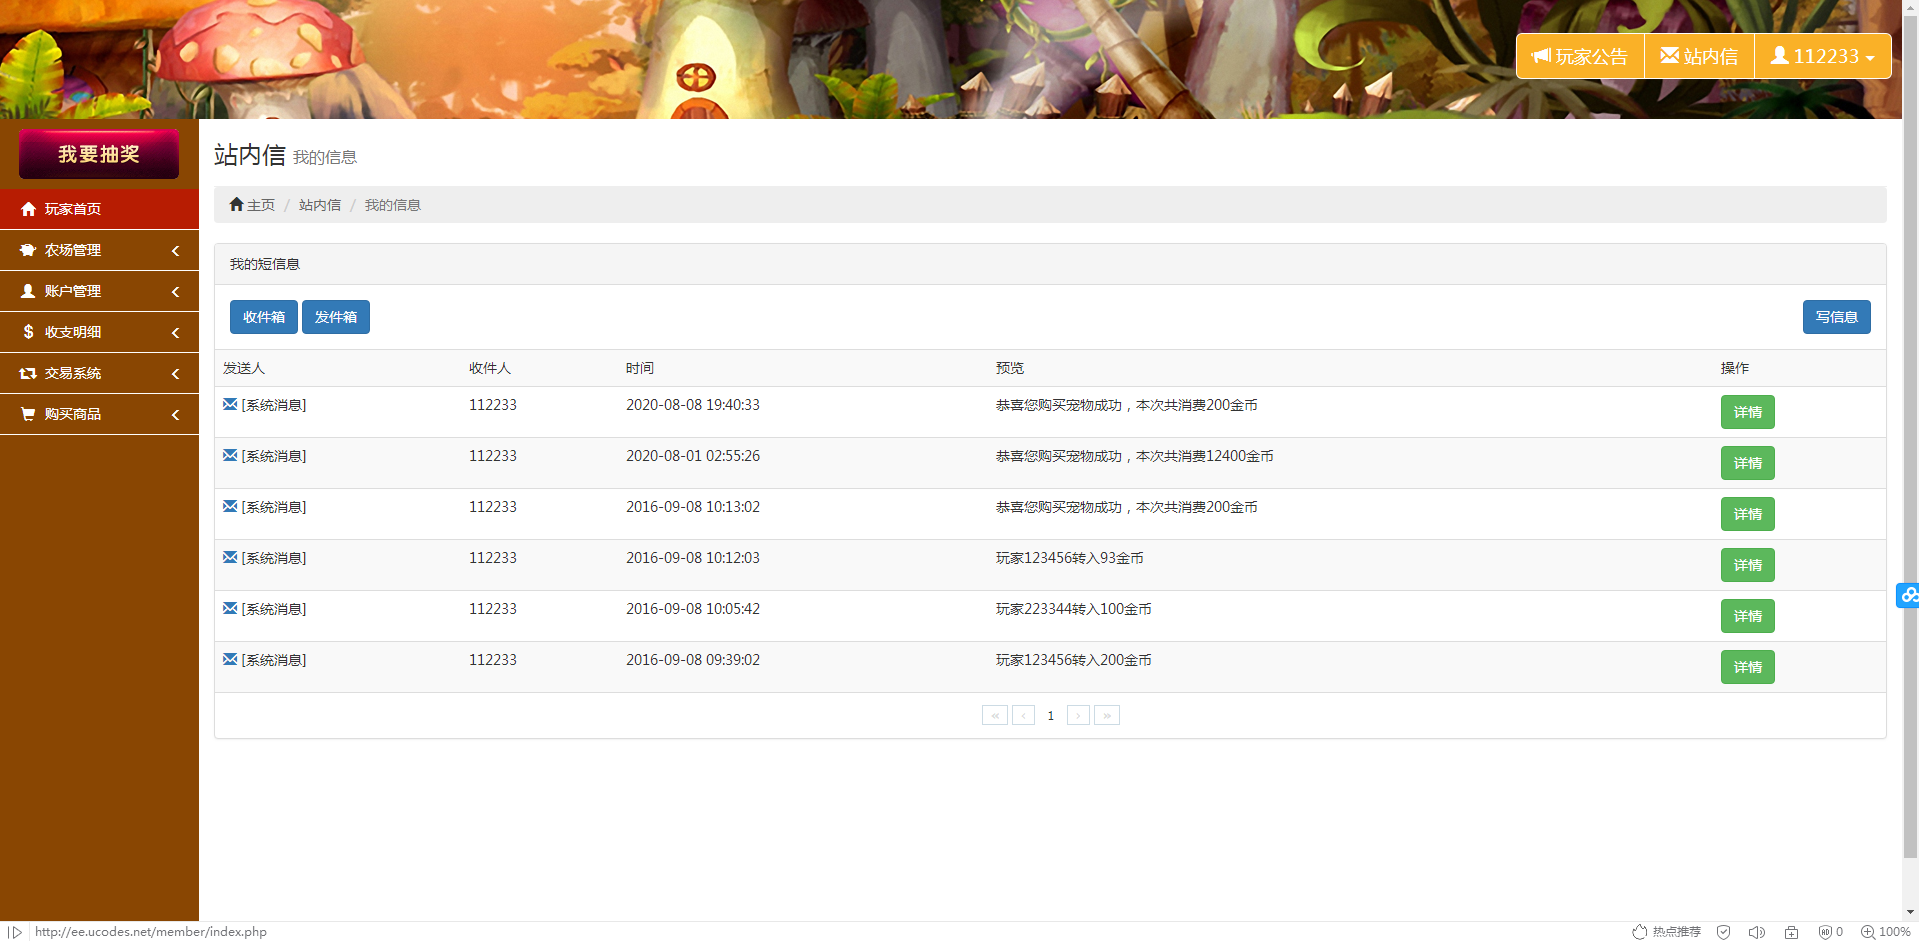 玩家公告 站内信 112233
我要抽奖
玩家首页
农场管理
账户管理
收支明细
交易系统
购买商品
站内信 我的信息
主页 / 站内信 / 我的信息
我的短信息
收件箱 发件箱 写信息
发送人 收件人 时间 预览 操作
[系统消息] 112233 2020-08-08 19:40:33 恭喜您购买宠物成功，本次共消费200金币 详情
[系统消息] 112233 2020-08-01 02:55:26 恭喜您购买宠物成功，本次共消费12400金币 详情
[系统消息] 112233 2016-09-08 10:13:02 恭喜您购买宠物成功，本次共消费200金币 详情
[系统消息] 112233 2016-09-08 10:12:03 玩家123456转入93金币 详情
[系统消息] 112233 2016-09-08 10:05:42 玩家223344转入100金币 详情
[系统消息] 112233 2016-09-08 09:39:02 玩家123456转入200金币 详情
« ‹ 1 › »
http://ee.ucodes.net/member/index.php 热点推荐 0 100%